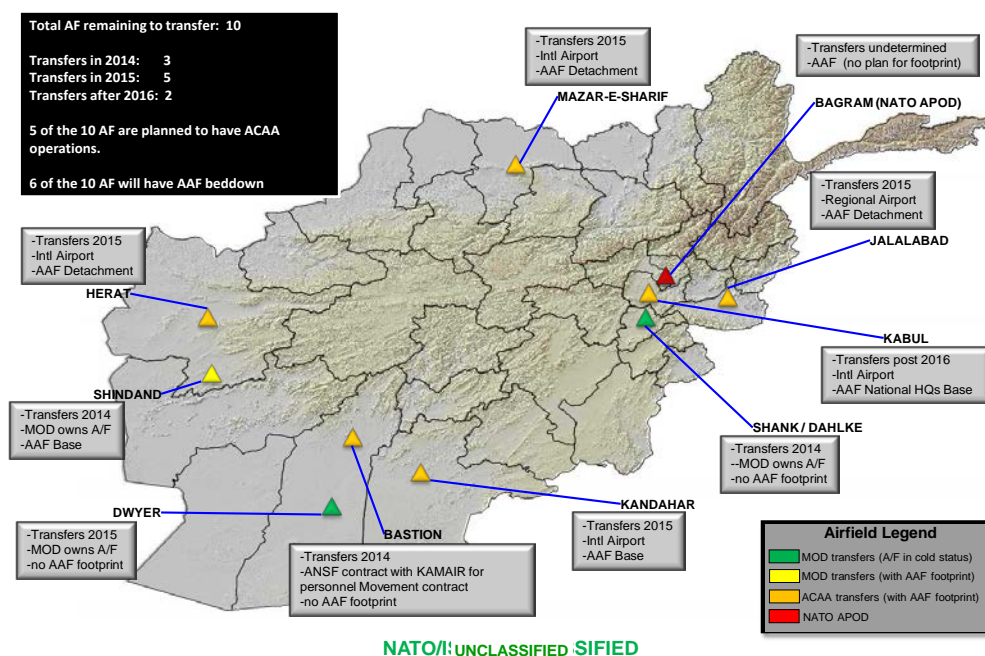 Total AF remaining to transfer: 10
Transfers in 2014: 3
Transfers in 2015: 5
Transfers after 2016: 2
5 of the 10 AF are planned to have ACAA
operations.
6 of the 10 AF will have AAF beddown
-Transfers 2015
-Intl Airport
-AAF Detachment
MAZAR-E-SHARIF
-Transfers undetermined
-AAF (no plan for footprint)
BAGRAM (NATO APOD)
-Transfers 2015
-Regional Airport
-AAF Detachment
JALALABAD
-Transfers 2015
-Intl Airport
-AAF Detachment
HERAT
KABUL
-Transfers post 2016
-Intl Airport
-AAF National HQs Base
SHINDAND
-Transfers 2014
-MOD owns A/F
-AAF Base
SHANK / DAHLKE
-Transfers 2014
--MOD owns A/F
-no AAF footprint
DWYER
-Transfers 2015
-MOD owns A/F
-no AAF footprint
BASTION
-Transfers 2014
-ANSF contract with KAMAIR for
personnel Movement contract
-no AAF footprint
KANDAHAR
-Transfers 2015
-Intl Airport
-AAF Base
Airfield Legend
MOD transfers (A/F in cold status)
MOD transfers (with AAF footprint)
ACAA transfers (with AAF footprint)
NATO APOD
NATO/I UNCLASSIFIED SIFIED